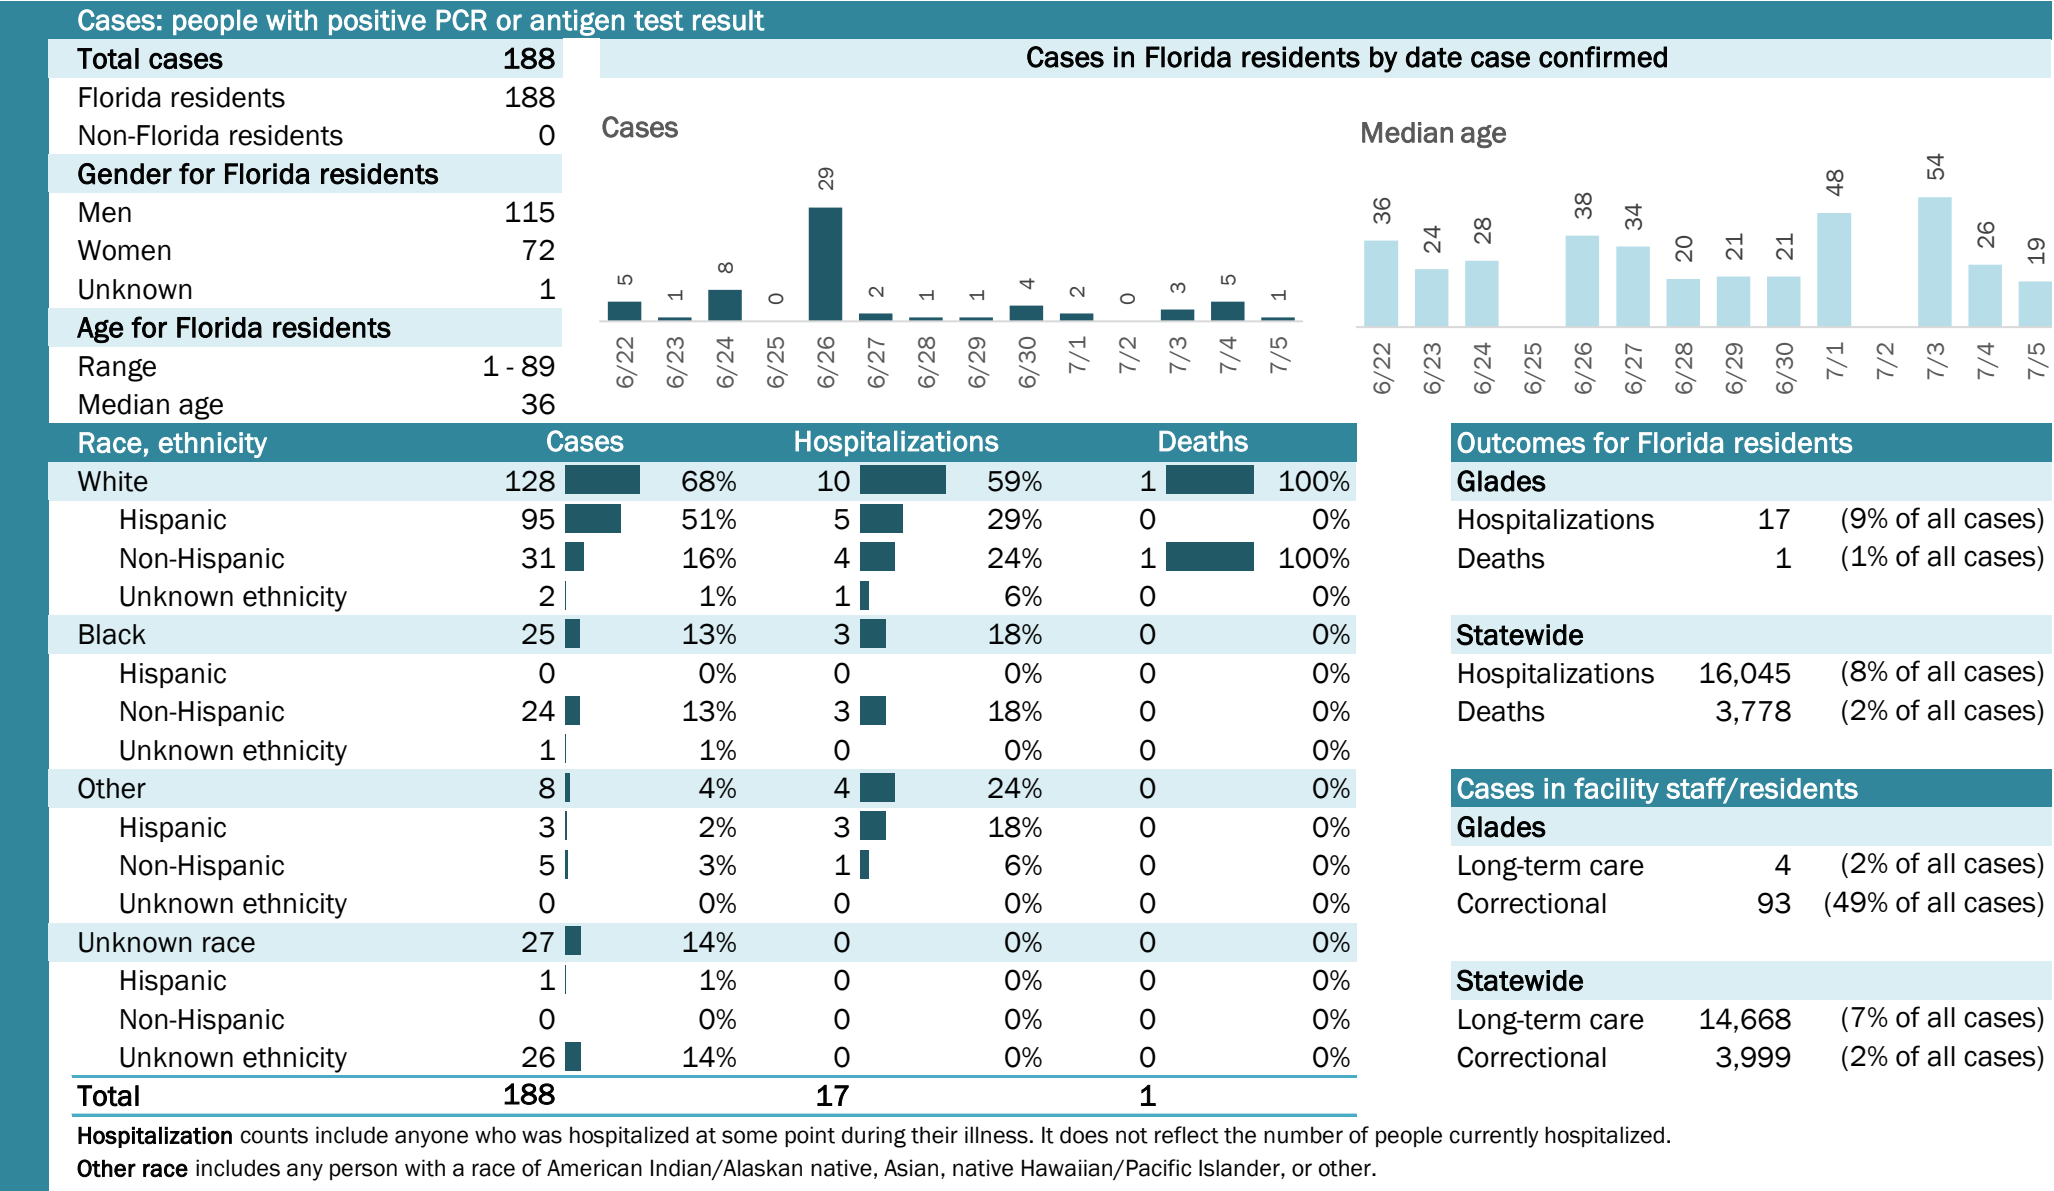 Cases: people with positive PCR or antigen test result
Total cases 188
Florida residents 188
Non-Florida residents 0
Gender for Florida residents
Men 115
Women 72
Unknown 1
Age for Florida residents
Range 1 - 89
Median age 36
Cases in Florida residents by date case confirmed
Cases
5 1 8 0 29 2 1 1 4 2 0 3 5 1
6/22 6/23 6/24 6/25 6/26 6/27 6/28 6/29 6/30 7/1 7/2 7/3 7/4 7/5
Median age
36 24 28 38 34 20 21 21 48 54 26 19
6/22 6/23 6/24 6/25 6/26 6/27 6/28 6/29 6/30 7/1 7/2 7/3 7/4 7/5
Race, ethnicity Cases Hospitalizations Deaths
White 128 68% 10 59% 1 100%
Hispanic 95 51% 5 29% 0 0%
Non-Hispanic 31 16% 4 24% 1 100%
Unknown ethnicity 2 1% 1 6% 0 0%
Black 25 13% 3 18% 0 0%
Hispanic 0 0% 0 0% 0 0%
Non-Hispanic 24 13% 3 18% 0 0%
Unknown ethnicity 1 1% 0 0% 0 0%
Other 8 4% 4 24% 0 0%
Hispanic 3 2% 3 18% 0 0%
Non-Hispanic 5 3% 1 6% 0 0%
Unknown ethnicity 0 0% 0 0% 0 0%
Unknown race 27 14% 0 0% 0 0%
Hispanic 1 1% 0 0% 0 0%
Non-Hispanic 0 0% 0 0% 0 0%
Unknown ethnicity 26 14% 0 0% 0 0%
Total 188 17 1
Outcomes for Florida residents
Glades
Hospitalizations 17 (9% of all cases)
Deaths 1 (1% of all cases)
Statewide
Hospitalizations 16,045 (8% of all cases)
Deaths 3,778 (2% of all cases)
Cases in facility staff/residents
Glades
Long-term care 4 (2% of all cases)
Correctional 93 (49% of all cases)
Statewide
Long-term care 14,668 (7% of all cases)
Correctional 3,999 (2% of all cases)
Hospitalization counts include anyone who was hospitalized at some point during their illness. It does not reflect the number of people currently hospitalized.
Other race includes any person with a race of American Indian/Alaskan native, Asian, native Hawaiian/Pacific Islander, or other.